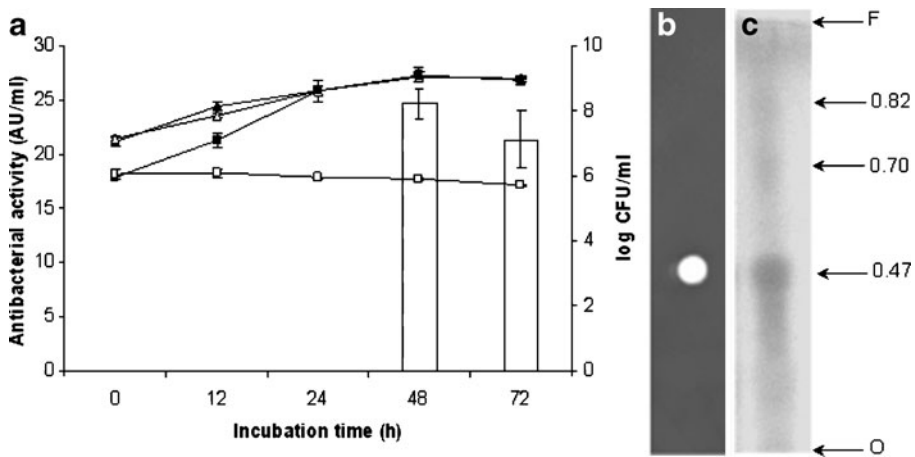 a
30
25
20
15
10
5
0
Antibacterial activity (AU/ml)
10
8
6
4
2
0
log CFU/ml
0 12 24 48 72
Incubation time (h)
b
c
F
0.82
0.70
0.47
O